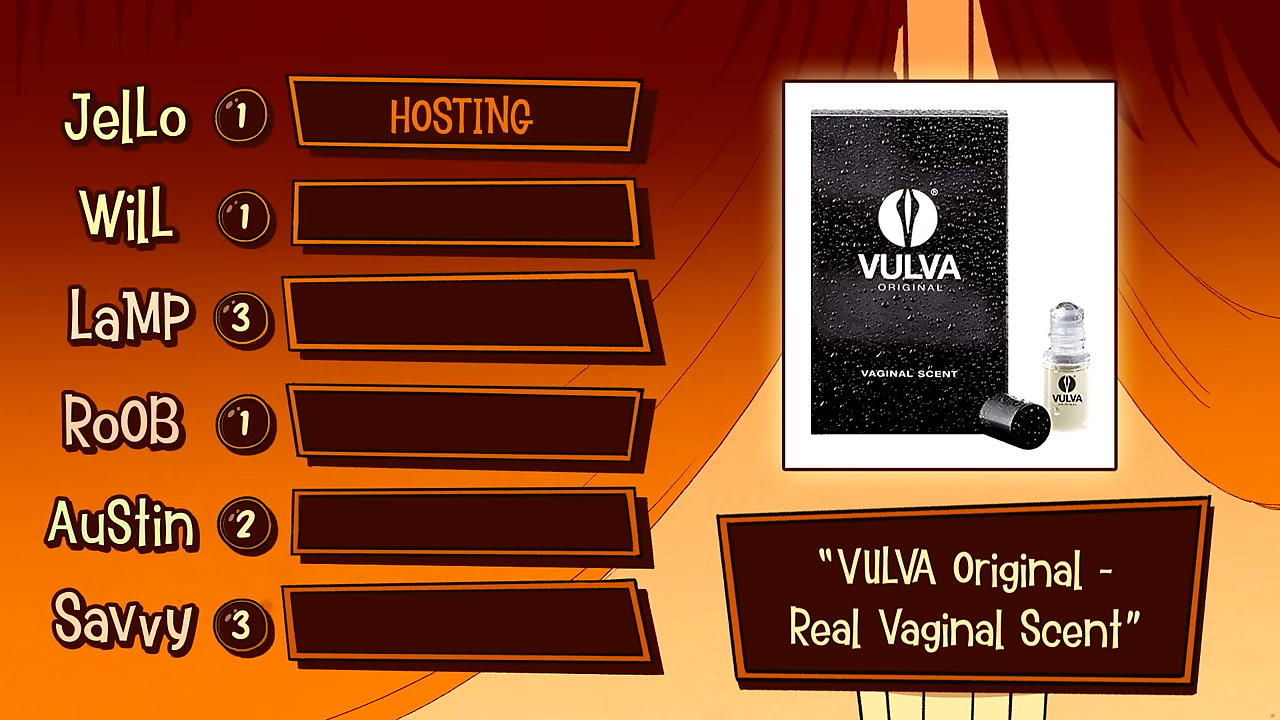 JelLo 1 HOSTING
WilL 1
LaMP 3
RoOB 1
AuStin 2
Savvy 3
VULVA
ORIGINAL
VAGINAL SCENT
VULVA
"VULVA Original -
Real Vaginal Scent"